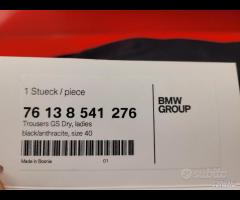 1 Stueck / piece
BMW
GROUP
76 13 8 541 276
Trousers GS Dry, ladies
black/anthracite, size 40
Made in Bosnia
01
subito